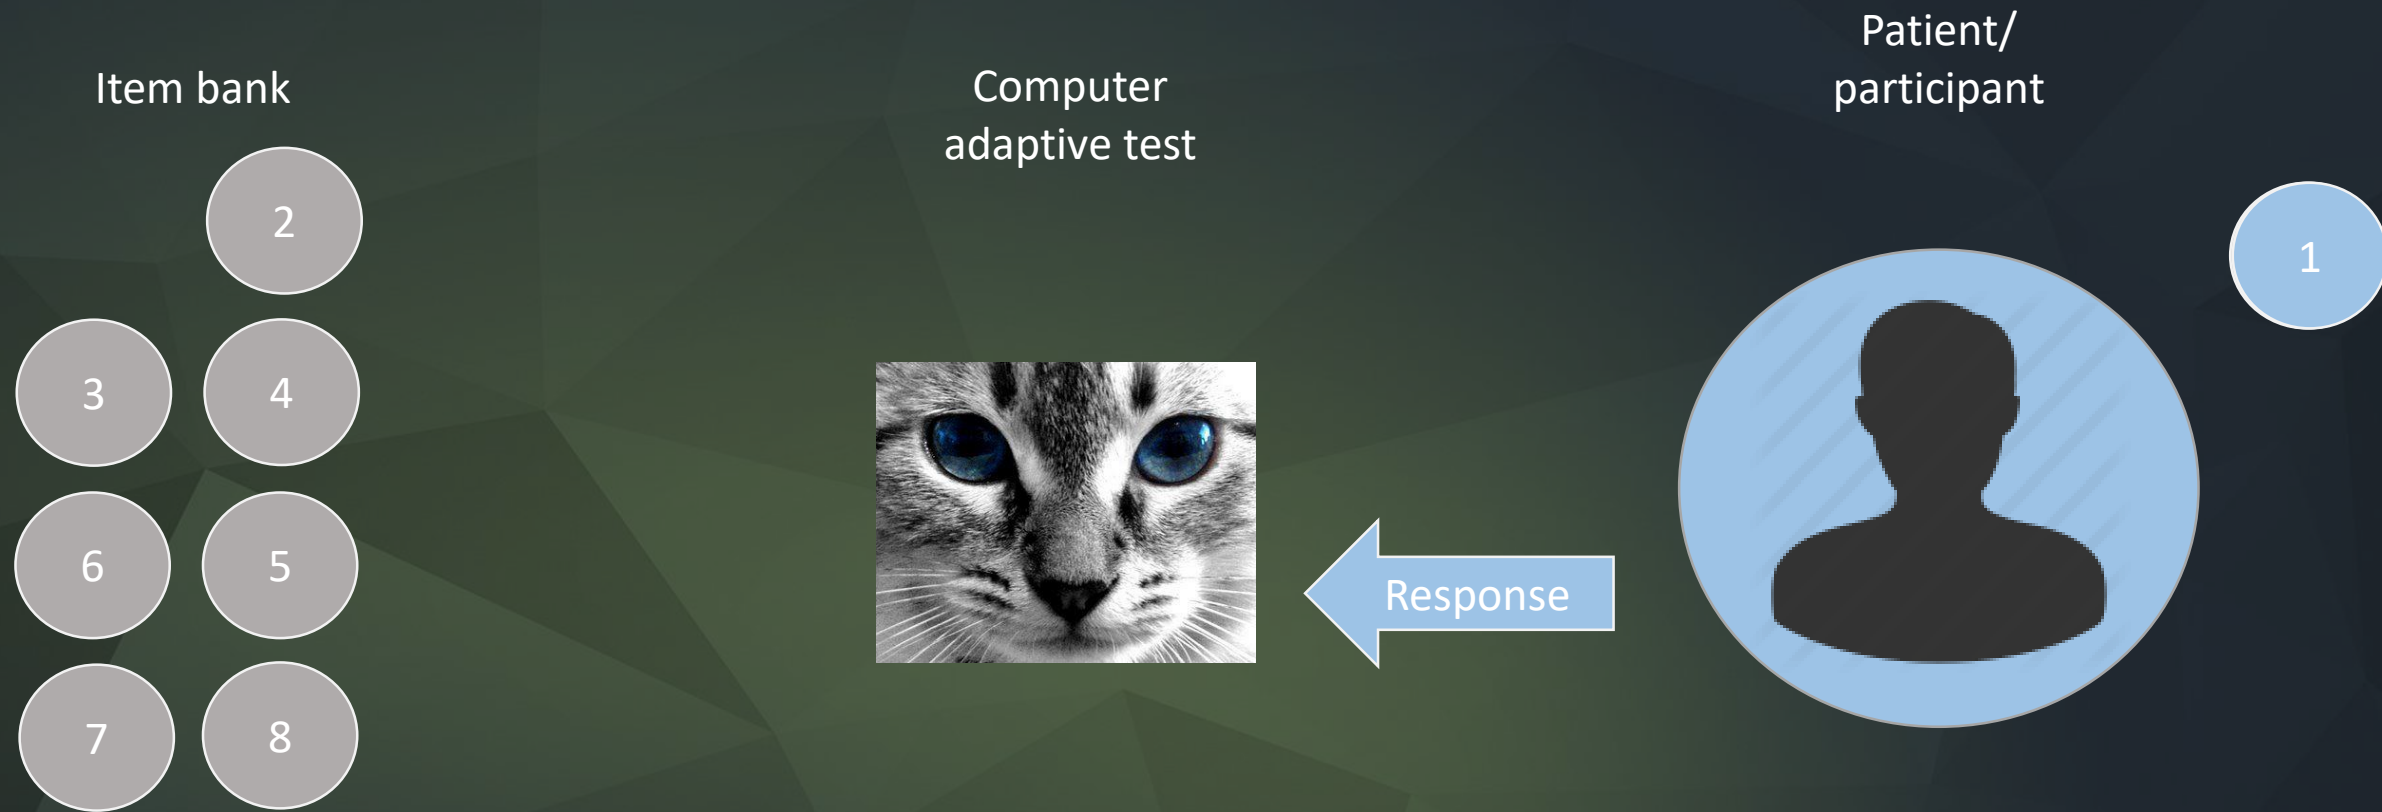 Item bank
Computer
adaptive test
Patient/
participant
2
1
3
4
6
5
7
8
Response